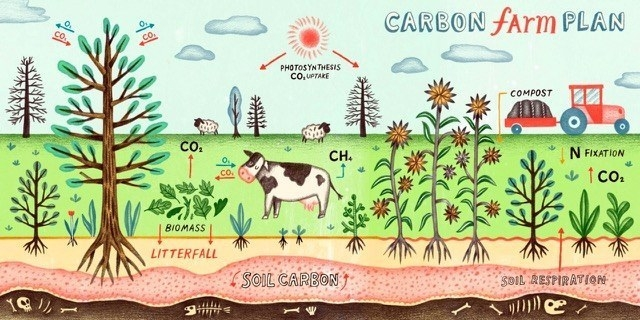 CARBON farm PLAN
O₂
CO₂
O₂
CO₂
PHOTOSYNTHESIS
CO₂ UPTAKE
COMPOST
CO₂
O₂
CO₂
CH₄
N FIXATION
CO₂
BIOMASS
LITTERFALL
SOIL CARBON
SOIL RESPIRATION